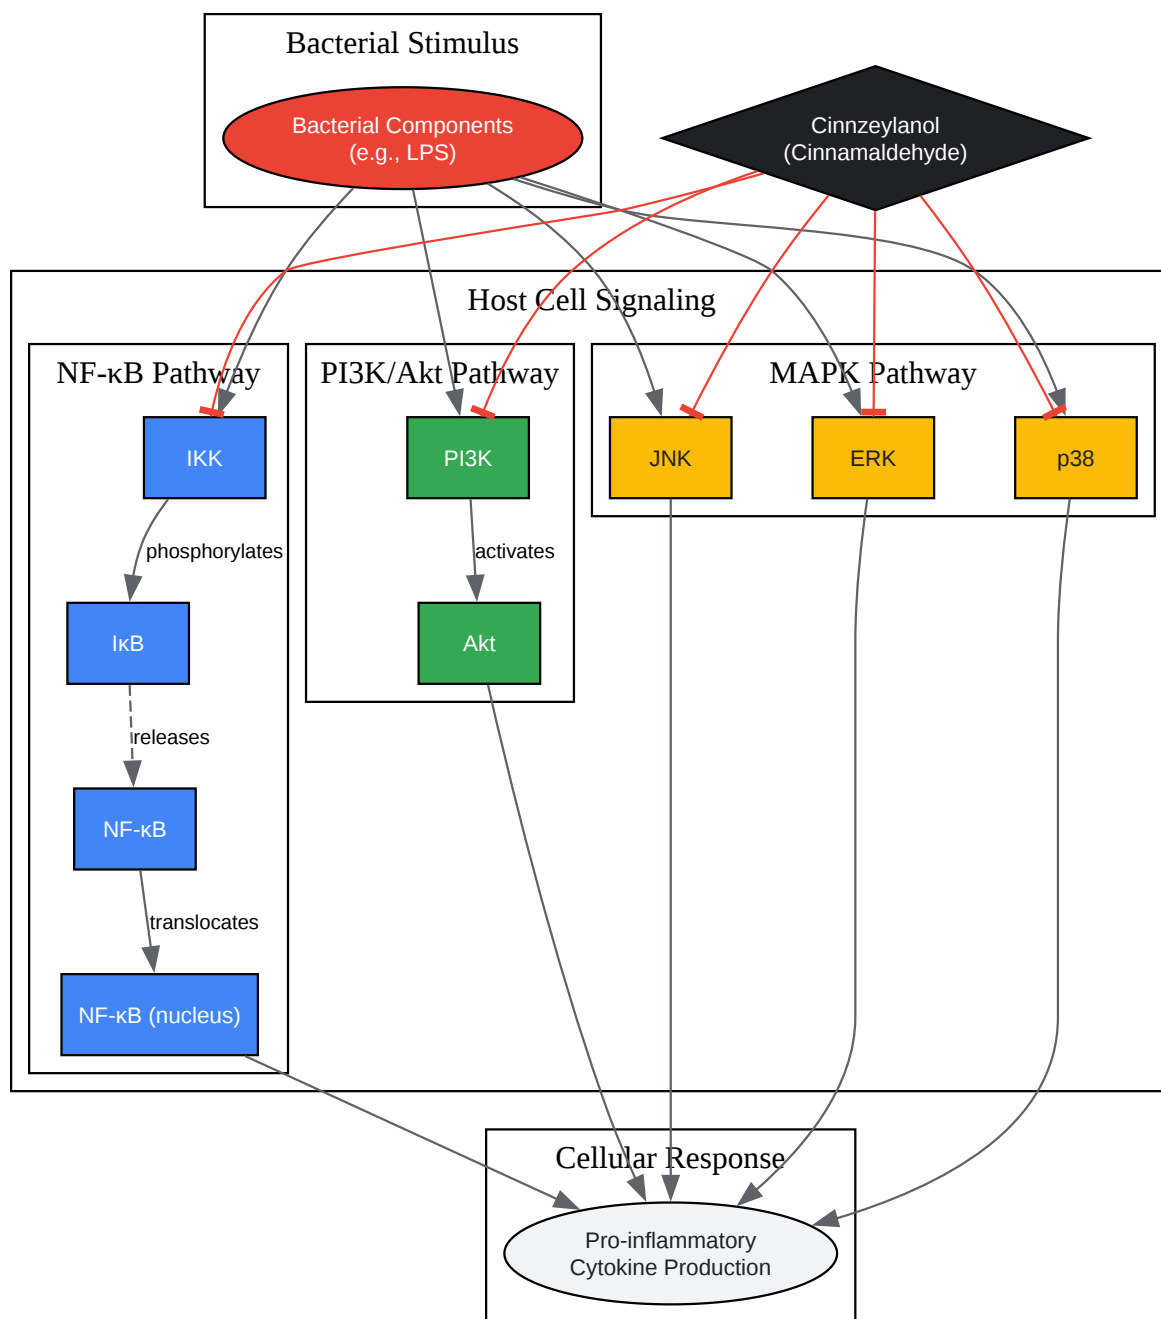 Bacterial Stimulus
Bacterial Components
(e.g., LPS)
Cinnzeylanol
(Cinnamaldehyde)
Host Cell Signaling
NF-κB Pathway
PI3K/Akt Pathway
MAPK Pathway
IKK
PI3K
JNK
ERK
p38
phosphorylates
activates
IκB
Akt
releases
NF-κB
translocates
NF-κB (nucleus)
Cellular Response
Pro-inflammatory
Cytokine Production